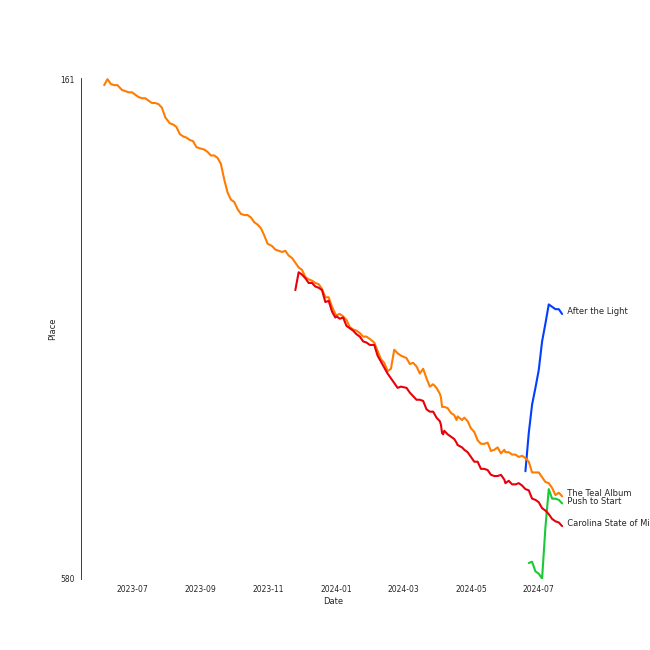 161
Place
After the Light
The Teal Album
Push to Start
Carolina State of Mi
580
2023-07
2023-09
2023-11
2024-01
2024-03
2024-05
2024-07
Date